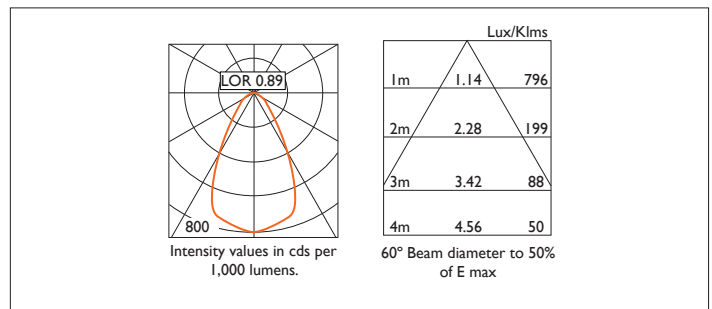 LOR 0.89
800
Intensity values in cds per
1,000 lumens.
Lux/Klms
1m 1.14 796
2m 2.28 199
3m 3.42 88
4m 4.56 50
60º Beam diameter to 50%
of E max